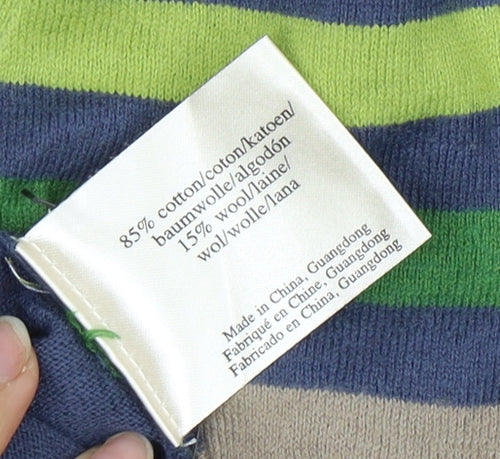 85% cotton/coton/katoen/
baumwolle/algodón
15% wool/laine/
wol/wolle/lana
Made in China, Guangdong
Fabriqué en Chine, Guangdong
Fabricado en China, Guangdong